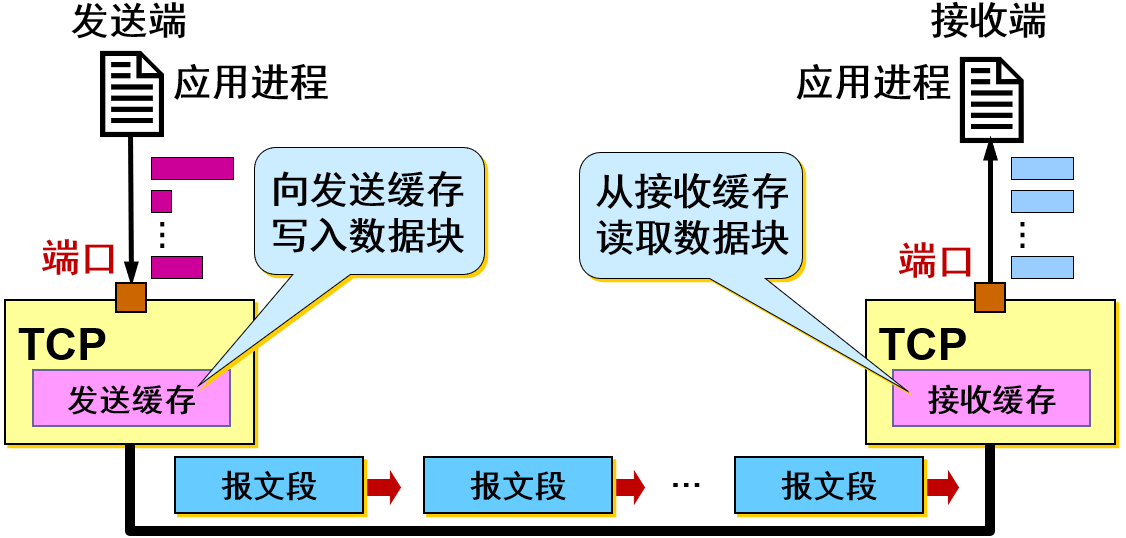 发送端
接收端
应用进程
应用进程
向发送缓存
写入数据块
从接收缓存
读取数据块
⋮
⋮
端口
端口
TCP
TCP
发送缓存
接收缓存
报文段
报文段
…
报文段